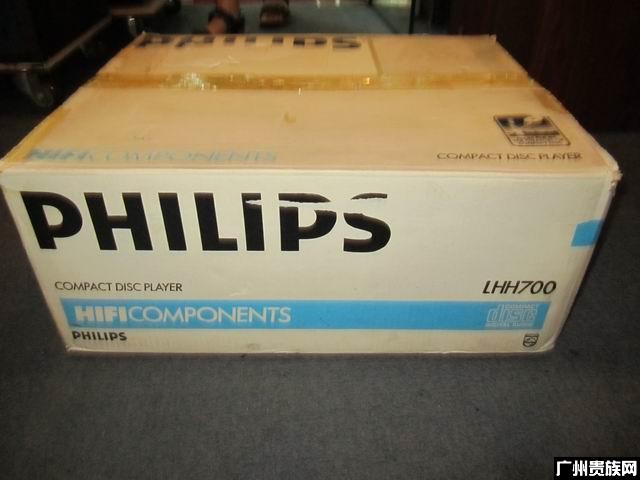 PHILIPS
HIFI COMPONENTS
COMPACT DISC PLAYER
PHILIPS
COMPACT DISC PLAYER
LHH700
HIFI COMPONENTS
COMPACT
disc
DIGITAL AUDIO
PHILIPS
广州贵族网